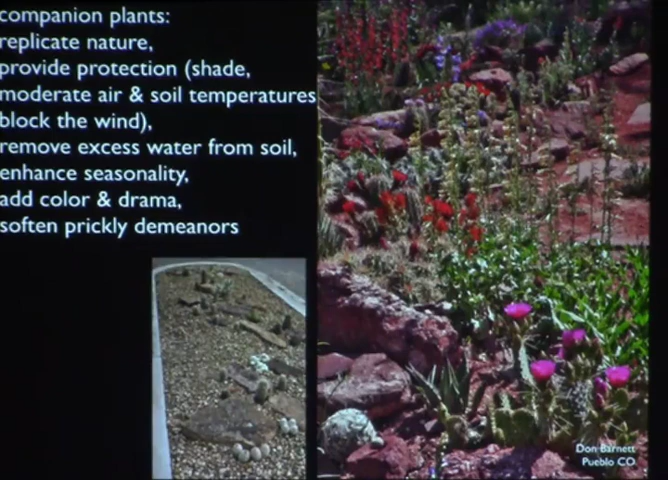 companion plants:
replicate nature,
provide protection (shade,
moderate air & soil temperatures
block the wind),
remove excess water from soil,
enhance seasonality,
add color & drama,
soften prickly demeanors
Don Barnett
Pueblo CO